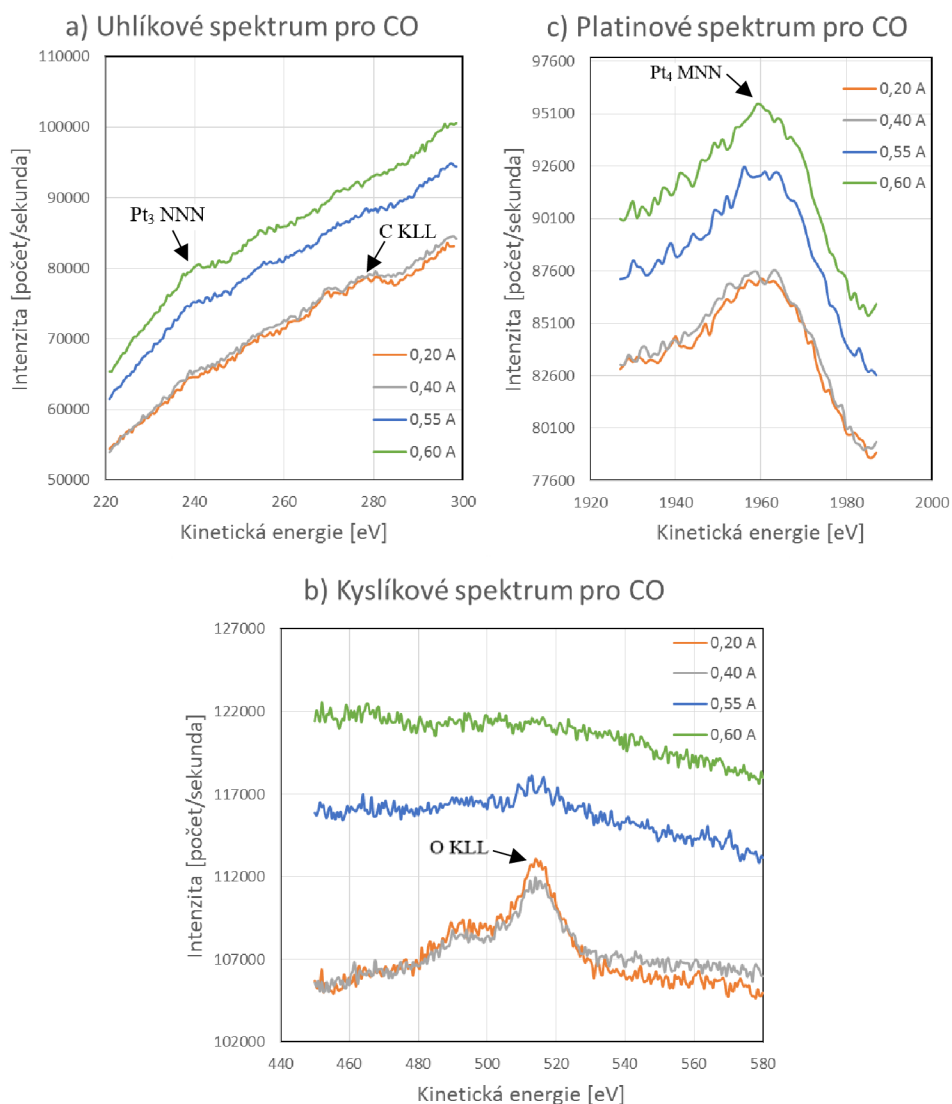 a) Uhlíkové spektrum pro CO
110000
100000
90000
80000
70000
60000
50000
220
240
260
280
300
Intenzita [počet/sekunda]
Kinetická energie [eV]
Pt₃ NNN
C KLL
0,20 A
0,40 A
0,55 A
0,60 A
c) Platinové spektrum pro CO
97600
95100
92600
90100
87600
85100
82600
80100
77600
1920
1940
1960
1980
2000
Intenzita [počet/sekunda]
Kinetická energie [eV]
Pt₄ MNN
0,20 A
0,40 A
0,55 A
0,60 A
b) Kyslíkové spektrum pro CO
127000
122000
117000
112000
107000
102000
440
460
480
500
520
540
560
580
Intenzita [počet/sekunda]
Kinetická energie [eV]
O KLL
0,20 A
0,40 A
0,55 A
0,60 A